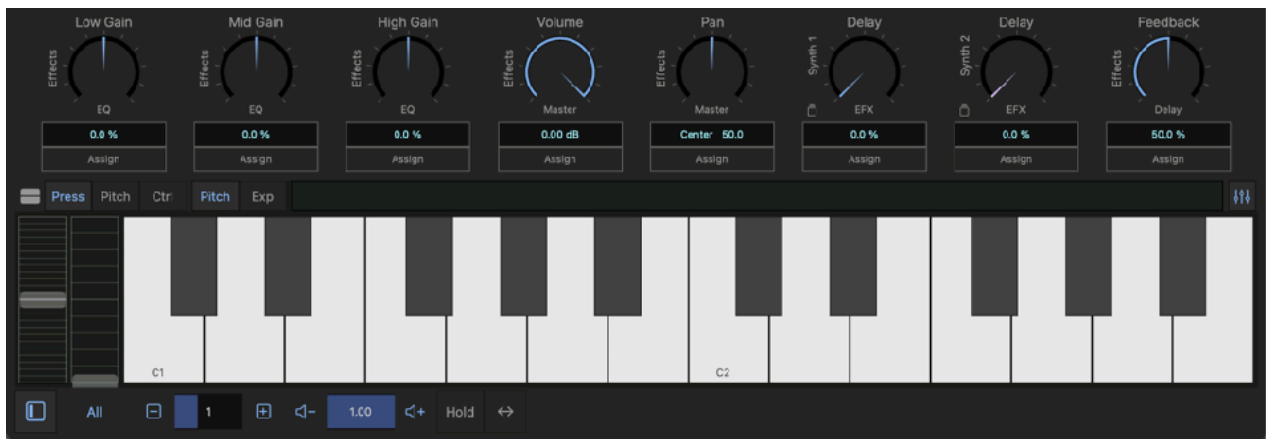 Low Gain Mid Gain High Gain Volume Pan Delay Delay Feedback
Effects Effects Effects Effects Effects Synth 1 Synth 2 Effects
EQ EQ EQ Master Master EFX EFX Delay
0.0 % 0.0 % 0.0 % 0.00 dB Center 50.0 0.0 % 0.0 % 50.0 %
Assign Assign Assign Assign Assign Assign Assign Assign
Press Pitch Ctrl Pitch Exp
C1 C2
All 1 1.00 Hold